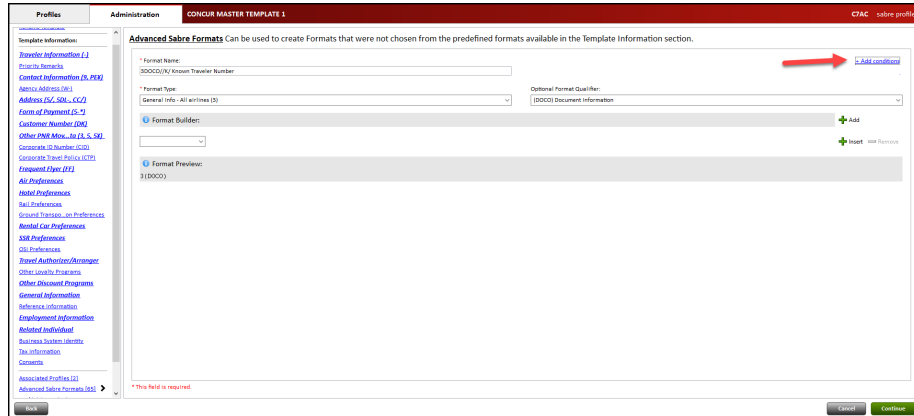 Profiles
Administration
CONCUR MASTER TEMPLATE 1
C7AC sabre profile
Template Information:
Traveler Information (-)
Priority Remarks
Contact Information (9, PEX)
Agency Address (W-)
Address (5/, 5DL-, CC/)
Form of Payment (5-*)
Customer Number (DK)
Other PNR Mov...ta (3, 5, 5X)
Corporate ID Number (CID)
Corporate Travel Policy (CTP)
Frequent Flyer (FF)
Air Preferences
Hotel Preferences
Rail Preferences
Ground Transpo...on Preferences
Rental Car Preferences
SSR Preferences
OSI Preferences
Travel Authorizer/Arranger
Other Loyalty Programs
Other Discount Programs
General Information
Reference Information
Employment Information
Related Individual
Business System Identity
Tax Information
Consents
Associated Profiles [2]
Advanced Sabre Formats [65]
Advanced Sabre Formats Can be used to create Formats that were not chosen from the predefined formats available in the Template Information section.
* Format Name:
+ Add conditions
3DOCO//K/ Known Traveler Number
* Format Type:
Optional Format Qualifier:
General Info - All airlines (3)
(DOCO) Document Information
Format Builder:
Add
Insert
Remove
Format Preview:
3(DOCO)
* This field is required.
Back
Cancel
Continue